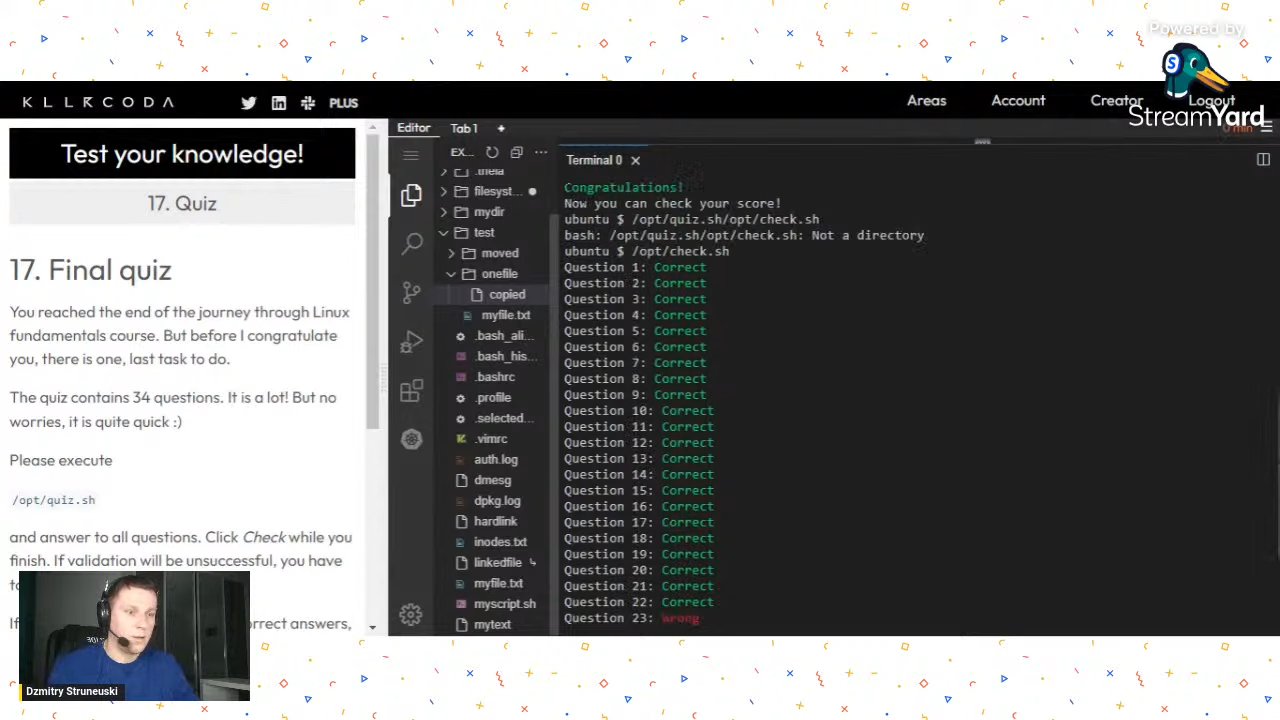 Powered by
StreamYard
KILLRCODA
PLUS
Areas
Account
Creator
Logout
0 min
Test your knowledge!
17. Quiz
17. Final quiz
You reached the end of the journey through Linux
fundamentals course. But before I congratulate
you, there is one, last task to do.
The quiz contains 34 questions. It is a lot! But no
worries, it is quite quick :)
Please execute
/opt/quiz.sh
and answer to all questions. Click Check while you
finish. If validation will be unsuccessful, you have
If
rrect answers,
Dzmitry Struneuski
Editor
Tab 1
+
EX...
.theia
filesyst...
mydir
test
moved
onefile
copied
myfile.txt
.bash_ali...
.bash_his...
.bashrc
.profile
.selected...
.vimrc
auth.log
dmesg
dpkg.log
hardlink
inodes.txt
linkedfile
myfile.txt
myscript.sh
mytext
Terminal 0
Congratulations!
Now you can check your score!
ubuntu $ /opt/quiz.sh/opt/check.sh
bash: /opt/quiz.sh/opt/check.sh: Not a directory
ubuntu $ /opt/check.sh
Question 1: Correct
Question 2: Correct
Question 3: Correct
Question 4: Correct
Question 5: Correct
Question 6: Correct
Question 7: Correct
Question 8: Correct
Question 9: Correct
Question 10: Correct
Question 11: Correct
Question 12: Correct
Question 13: Correct
Question 14: Correct
Question 15: Correct
Question 16: Correct
Question 17: Correct
Question 18: Correct
Question 19: Correct
Question 20: Correct
Question 21: Correct
Question 22: Correct
Question 23: Wrong